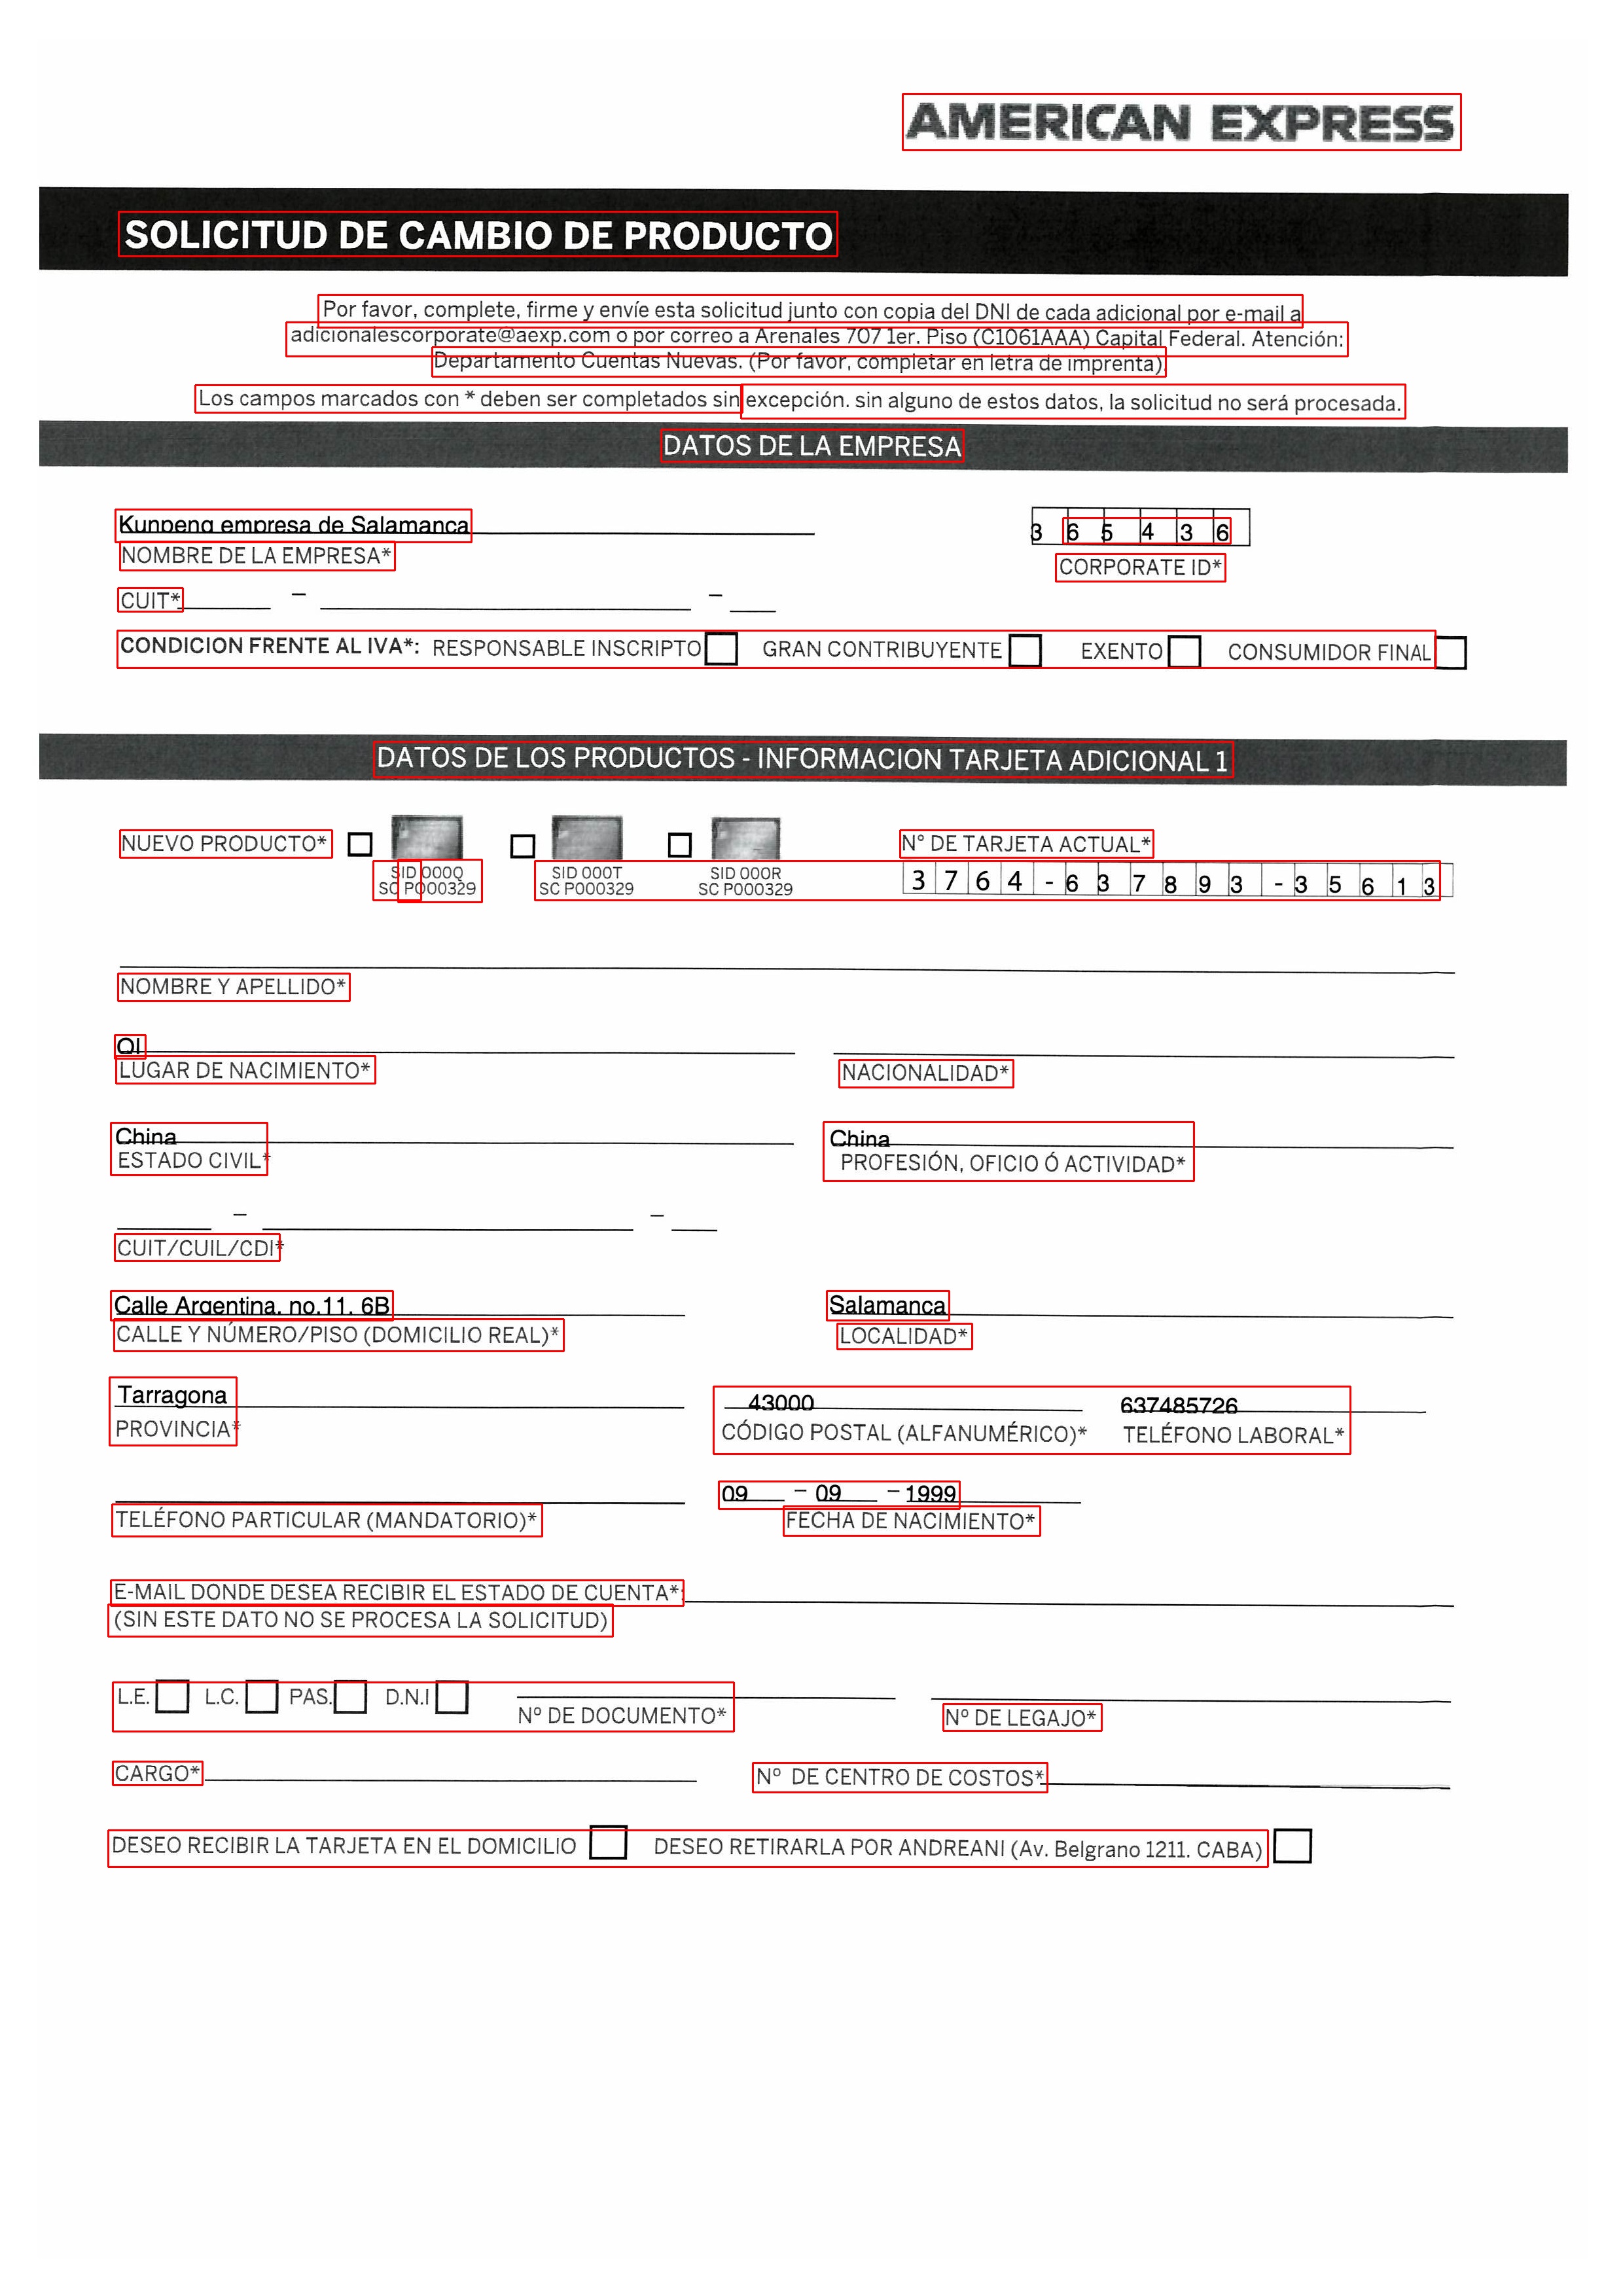 AMERICAN EXPRESS
SOLICITUD DE CAMBIO DE PRODUCTO
Por favor, complete, firme y envíe esta solicitud junto con copia del DNI de cada adicional por e-mail a
adicionalescorporate@aexp.com o por correo a Arenales 707 1er. Piso (C1061AAA) Capital Federal. Atención:
Departamento Cuentas Nuevas. (Por favor, completar en letra de imprenta).
Los campos marcados con * deben ser completados sin excepción. sin alguno de estos datos, la solicitud no será procesada.
DATOS DE LA EMPRESA
Kunpeng empresa de Salamanca 3 6 5 4 3 6
NOMBRE DE LA EMPRESA* CORPORATE ID*
CUIT* – –
CONDICION FRENTE AL IVA*: RESPONSABLE INSCRIPTO GRAN CONTRIBUYENTE EXENTO CONSUMIDOR FINAL
DATOS DE LOS PRODUCTOS - INFORMACION TARJETA ADICIONAL 1
NUEVO PRODUCTO* N° DE TARJETA ACTUAL*
SID 000Q SID 000T SID 000R 3 7 6 4 - 6 3 7 8 9 3 - 3 5 6 1 3
SC P000329 SC P000329 SC P000329
NOMBRE Y APELLIDO*
QI
LUGAR DE NACIMIENTO* NACIONALIDAD*
China China
ESTADO CIVIL* PROFESIÓN, OFICIO Ó ACTIVIDAD*
– –
CUIT/CUIL/CDI*
Calle Argentina, no.11, 6B Salamanca
CALLE Y NÚMERO/PISO (DOMICILIO REAL)* LOCALIDAD*
Tarragona 43000 637485726
PROVINCIA* CÓDIGO POSTAL (ALFANUMÉRICO)* TELÉFONO LABORAL*
09 – 09 – 1999
TELÉFONO PARTICULAR (MANDATORIO)* FECHA DE NACIMIENTO*
E-MAIL DONDE DESEA RECIBIR EL ESTADO DE CUENTA*:
(SIN ESTE DATO NO SE PROCESA LA SOLICITUD)
L.E. L.C. PAS. D.N.I
Nº DE DOCUMENTO* Nº DE LEGAJO*
CARGO* Nº DE CENTRO DE COSTOS*
DESEO RECIBIR LA TARJETA EN EL DOMICILIO DESEO RETIRARLA POR ANDREANI (Av. Belgrano 1211. CABA)